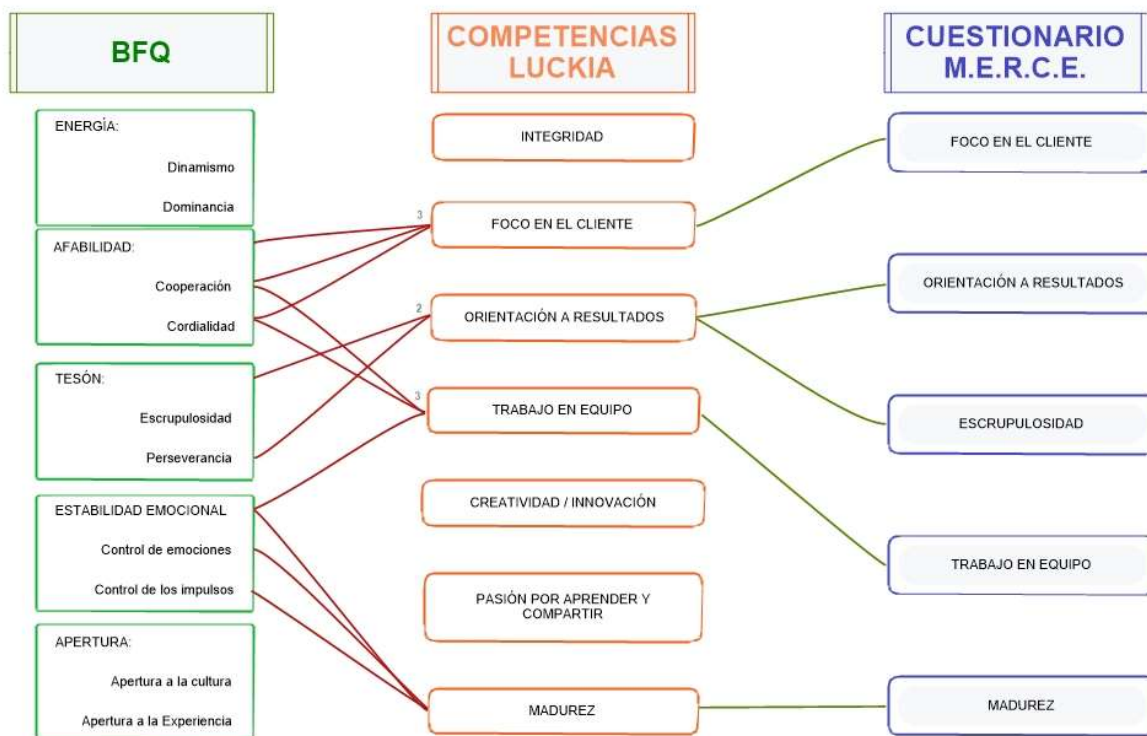 BFQ
ENERGÍA:
Dinamismo
Dominancia
AFABILIDAD:
Cooperación
Cordialidad
TESÓN:
Escrupulosidad
Perseverancia
ESTABILIDAD EMOCIONAL
Control de emociones
Control de los impulsos
APERTURA:
Apertura a la cultura
Apertura a la Experiencia
COMPETENCIAS
LUCKIA
INTEGRIDAD
3
FOCO EN EL CLIENTE
2
ORIENTACIÓN A RESULTADOS
3
TRABAJO EN EQUIPO
CREATIVIDAD / INNOVACIÓN
PASIÓN POR APRENDER Y
COMPARTIR
MADUREZ
CUESTIONARIO
M.E.R.C.E.
FOCO EN EL CLIENTE
ORIENTACIÓN A RESULTADOS
ESCRUPULOSIDAD
TRABAJO EN EQUIPO
MADUREZ